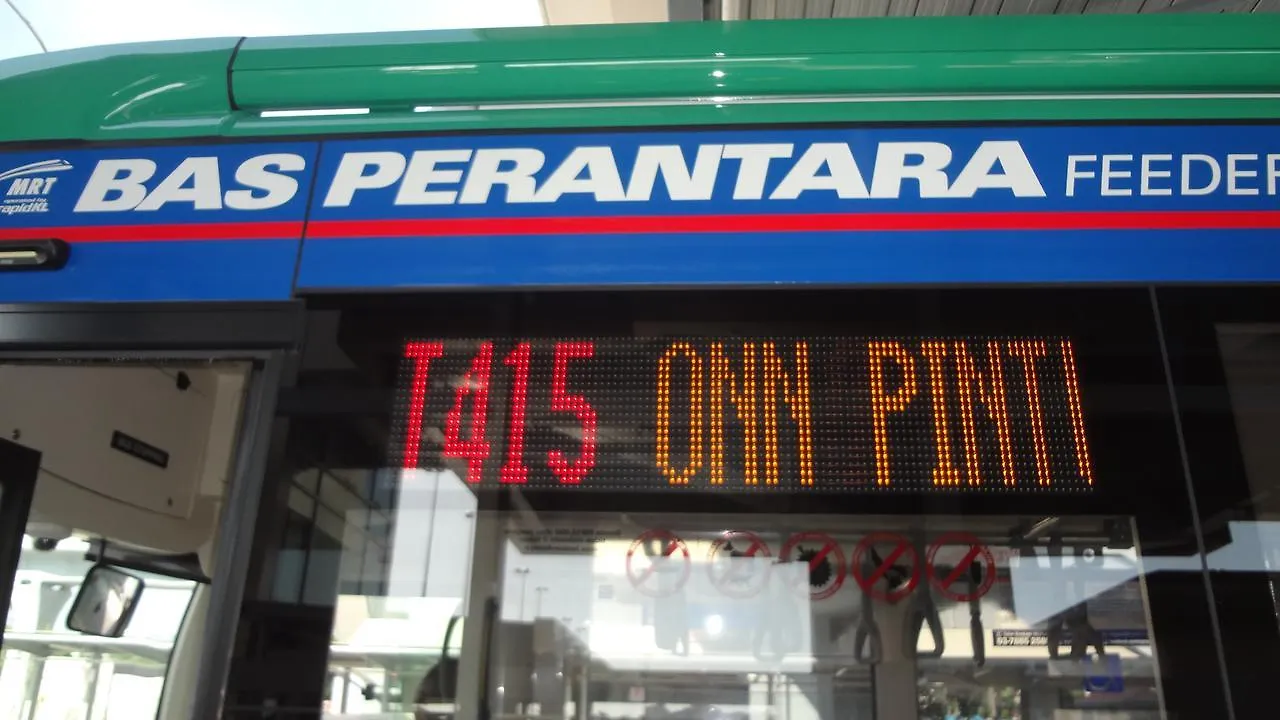 MRT
rapidKL
BAS PERANTARA FEEDER
T415 ONN PINTI